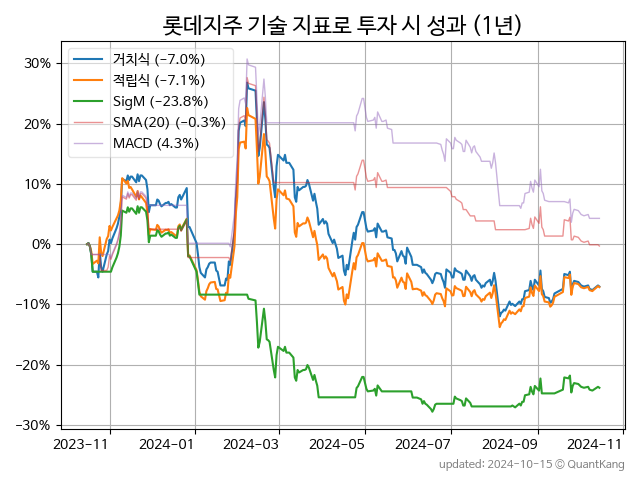 롯데지주 기술 지표로 투자 시 성과 (1년)
거치식 (−7.0%)
적립식 (−7.1%)
SigM (−23.8%)
SMA(20) (−0.3%)
MACD (4.3%)
30%
20%
10%
0%
−10%
−20%
−30%
2023−11 2024−01 2024−03 2024−05 2024−07 2024−09 2024−11
updated: 2024-10-15 © QuantKang